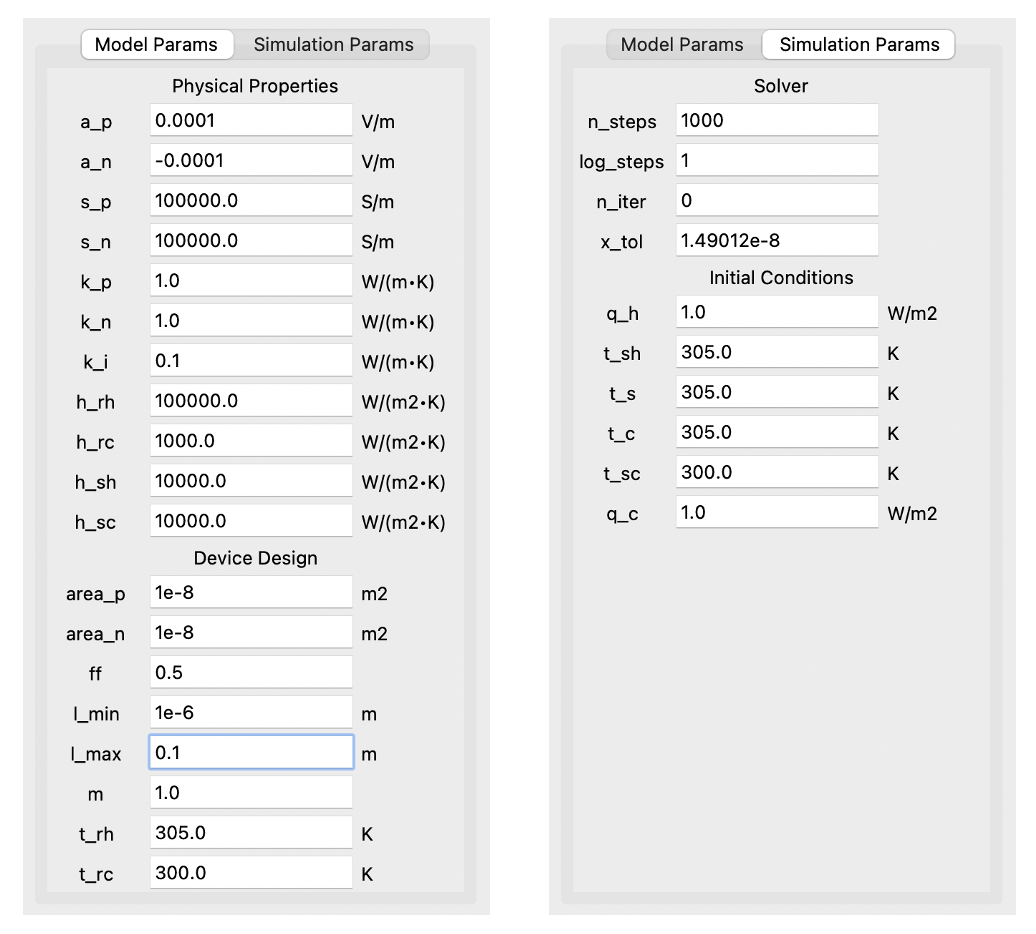 Model Params Simulation Params
Physical Properties
a_p 0.0001 V/m
a_n -0.0001 V/m
s_p 100000.0 S/m
s_n 100000.0 S/m
k_p 1.0 W/(m•K)
k_n 1.0 W/(m•K)
k_i 0.1 W/(m•K)
h_rh 100000.0 W/(m2•K)
h_rc 1000.0 W/(m2•K)
h_sh 10000.0 W/(m2•K)
h_sc 10000.0 W/(m2•K)
Device Design
area_p 1e-8 m2
area_n 1e-8 m2
ff 0.5
l_min 1e-6 m
l_max 0.1 m
m 1.0
t_rh 305.0 K
t_rc 300.0 K
Model Params Simulation Params
Solver
n_steps 1000
log_steps 1
n_iter 0
x_tol 1.49012e-8
Initial Conditions
q_h 1.0 W/m2
t_sh 305.0 K
t_s 305.0 K
t_c 305.0 K
t_sc 300.0 K
q_c 1.0 W/m2